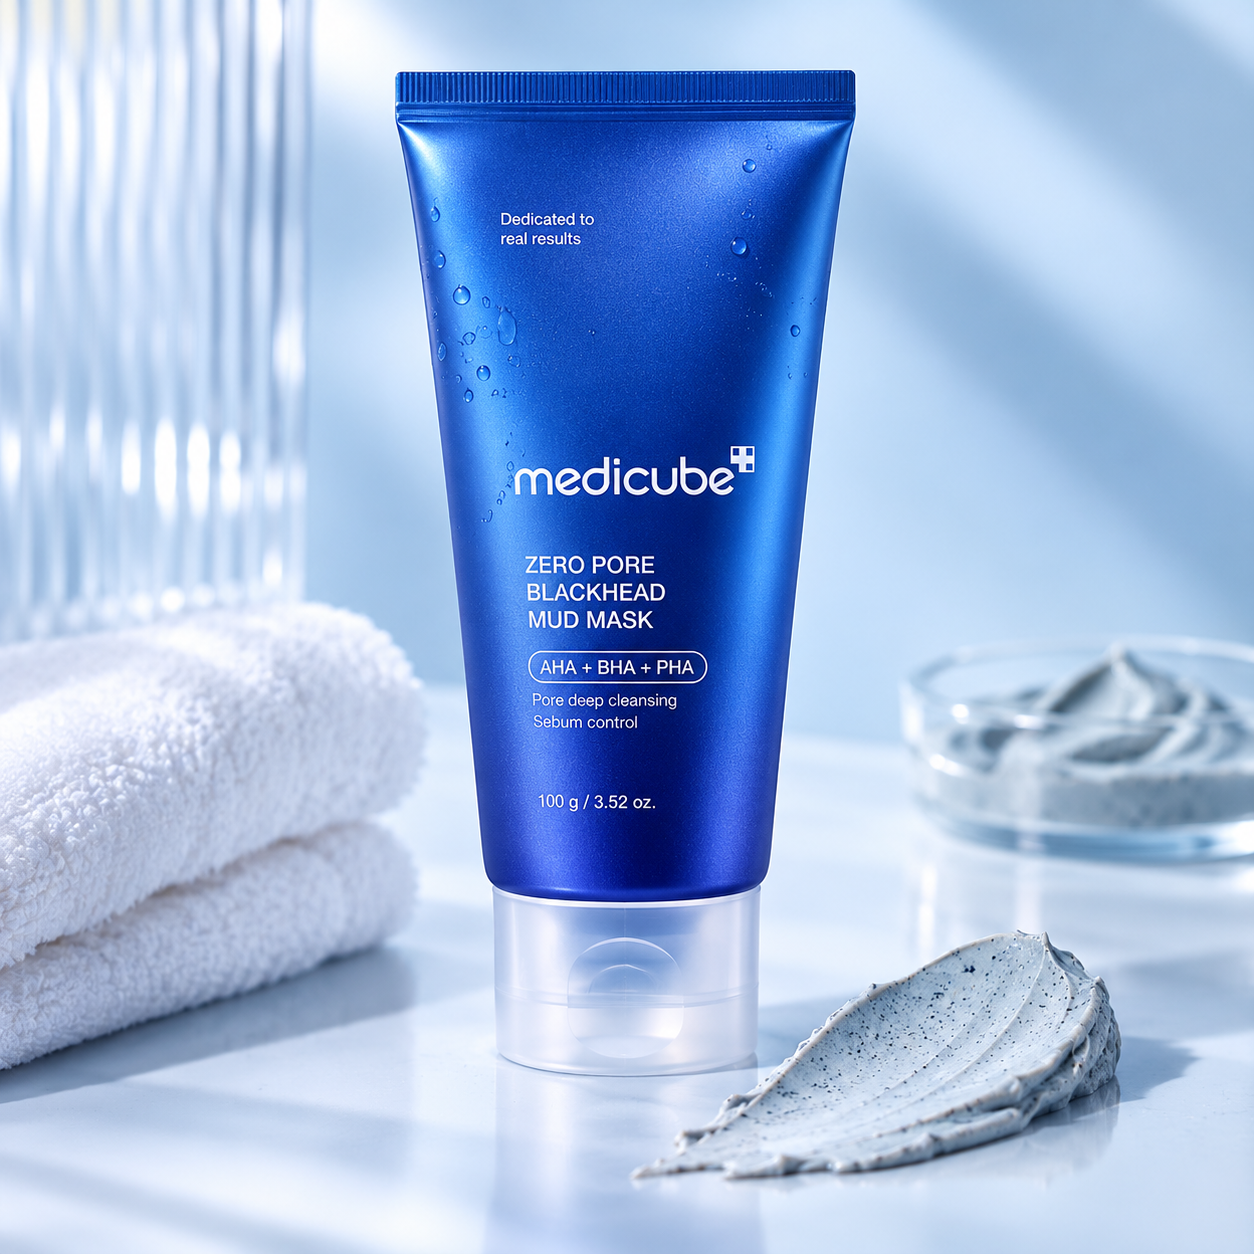 Dedicated to
real results
medicube
ZERO PORE
BLACKHEAD
MUD MASK
AHA + BHA + PHA
Pore deep cleansing
Sebum control
100 g / 3.52 oz.